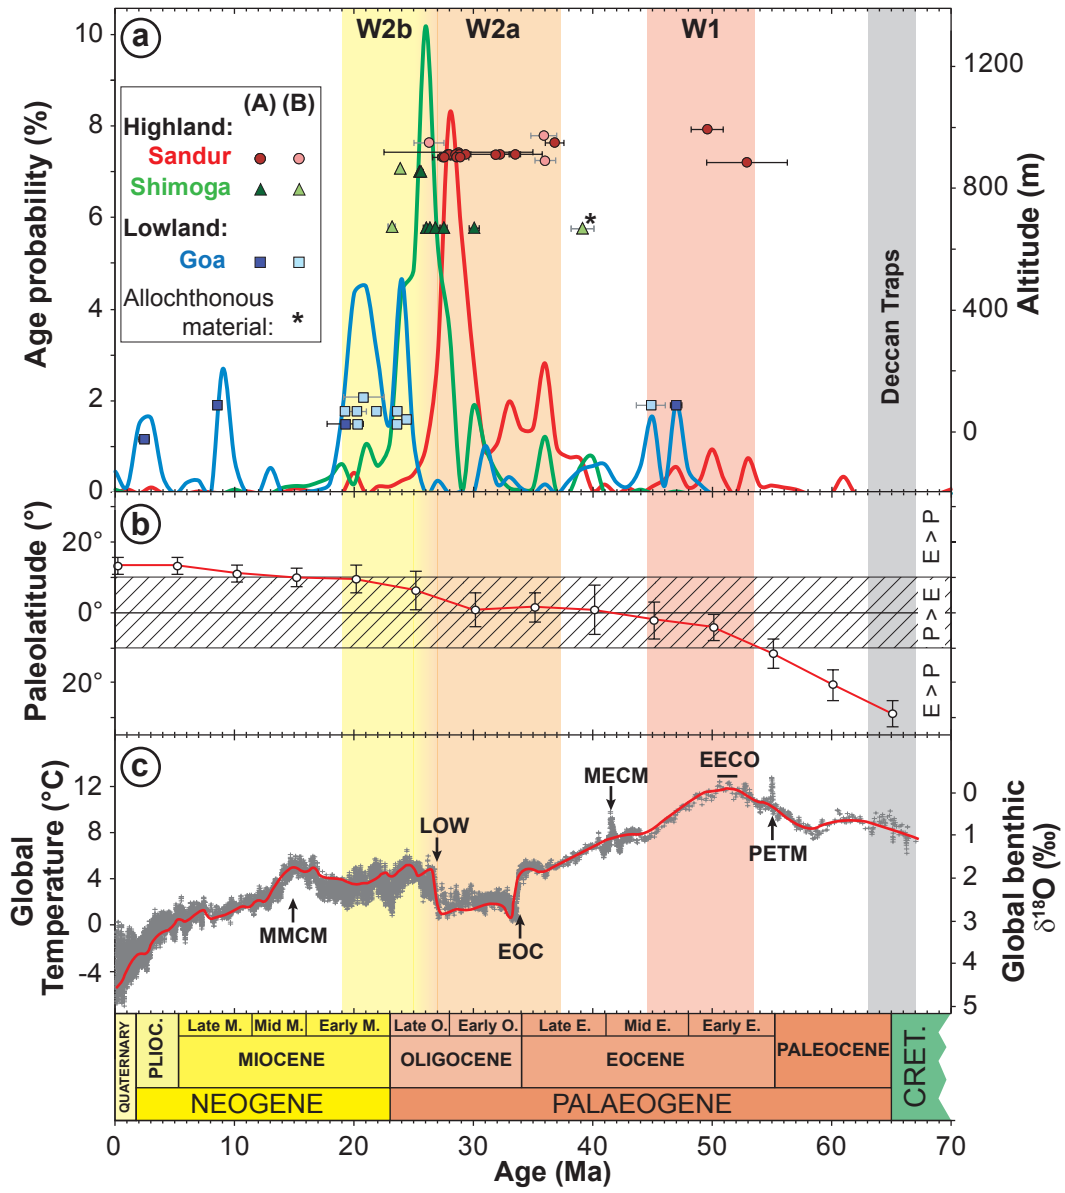 W2b W2a W1
a
10
8
6
4
2
0
Age probability (%)
1200
800
400
0
Altitude (m)
(A) (B)
Highland:
Sandur
Shimoga
Lowland:
Goa
Allochthonous
material: *
*
Deccan Traps
b
20°
0°
20°
Paleolatitude (°)
E > P
P > E
E > P
c
12
8
4
0
-4
Global
Temperature (°C)
0
1
2
3
4
5
Global benthic
δ18O (‰)
EECO
MECM
LOW
PETM
MMCM
EOC
QUATERNARY
PLIOC.
Late M. Mid M. Early M. Late O. Early O. Late E. Mid E. Early E.
MIOCENE OLIGOCENE EOCENE PALEOCENE
NEOGENE PALAEOGENE
CRET.
0 10 20 30 40 50 60 70
Age (Ma)